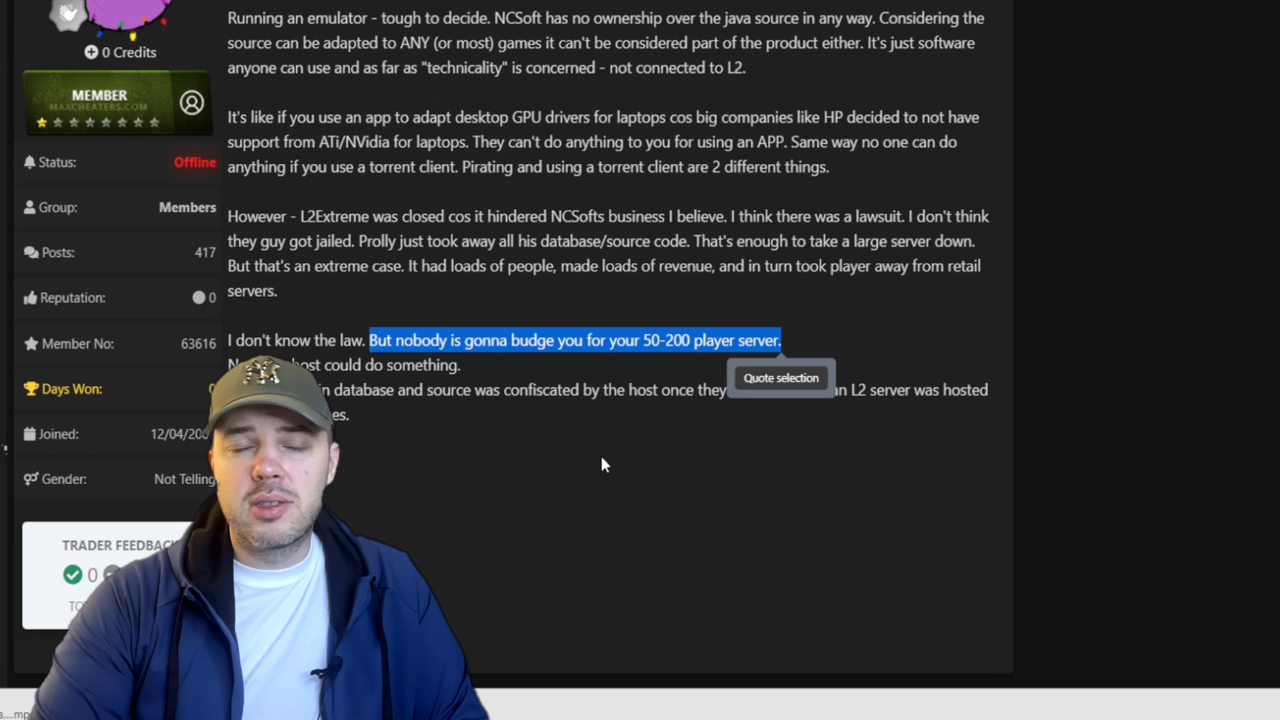 0 Credits
MEMBER
MAXCHEATERS.COM
Status: Offline
Group: Members
Posts: 417
Reputation: 0
Member No: 63616
Days Won: 0
Joined: 12/04/20
Gender: Not Telling
TRADER FEEDBACK
0
Running an emulator - tough to decide. NCSoft has no ownership over the java source in any way. Considering the
source can be adapted to ANY (or most) games it can't be considered part of the product either. It's just software
anyone can use and as far as "technicality" is concerned - not connected to L2.
It's like if you use an app to adapt desktop GPU drivers for laptops cos big companies like HP decided to not have
support from ATi/NVidia for laptops. They can't do anything to you for using an APP. Same way no one can do
anything if you use a torrent client. Pirating and using a torrent client are 2 different things.
However - L2Extreme was closed cos it hindered NCSofts business I believe. I think there was a lawsuit. I don't think
they guy got jailed. Prolly just took away all his database/source code. That's enough to take a large server down.
But that's an extreme case. It had loads of people, made loads of revenue, and in turn took player away from retail
servers.
I don't know the law. But nobody is gonna budge you for your 50-200 player server.
host could do something.
database and source was confiscated by the host once they L2 server was hosted
Quote selection